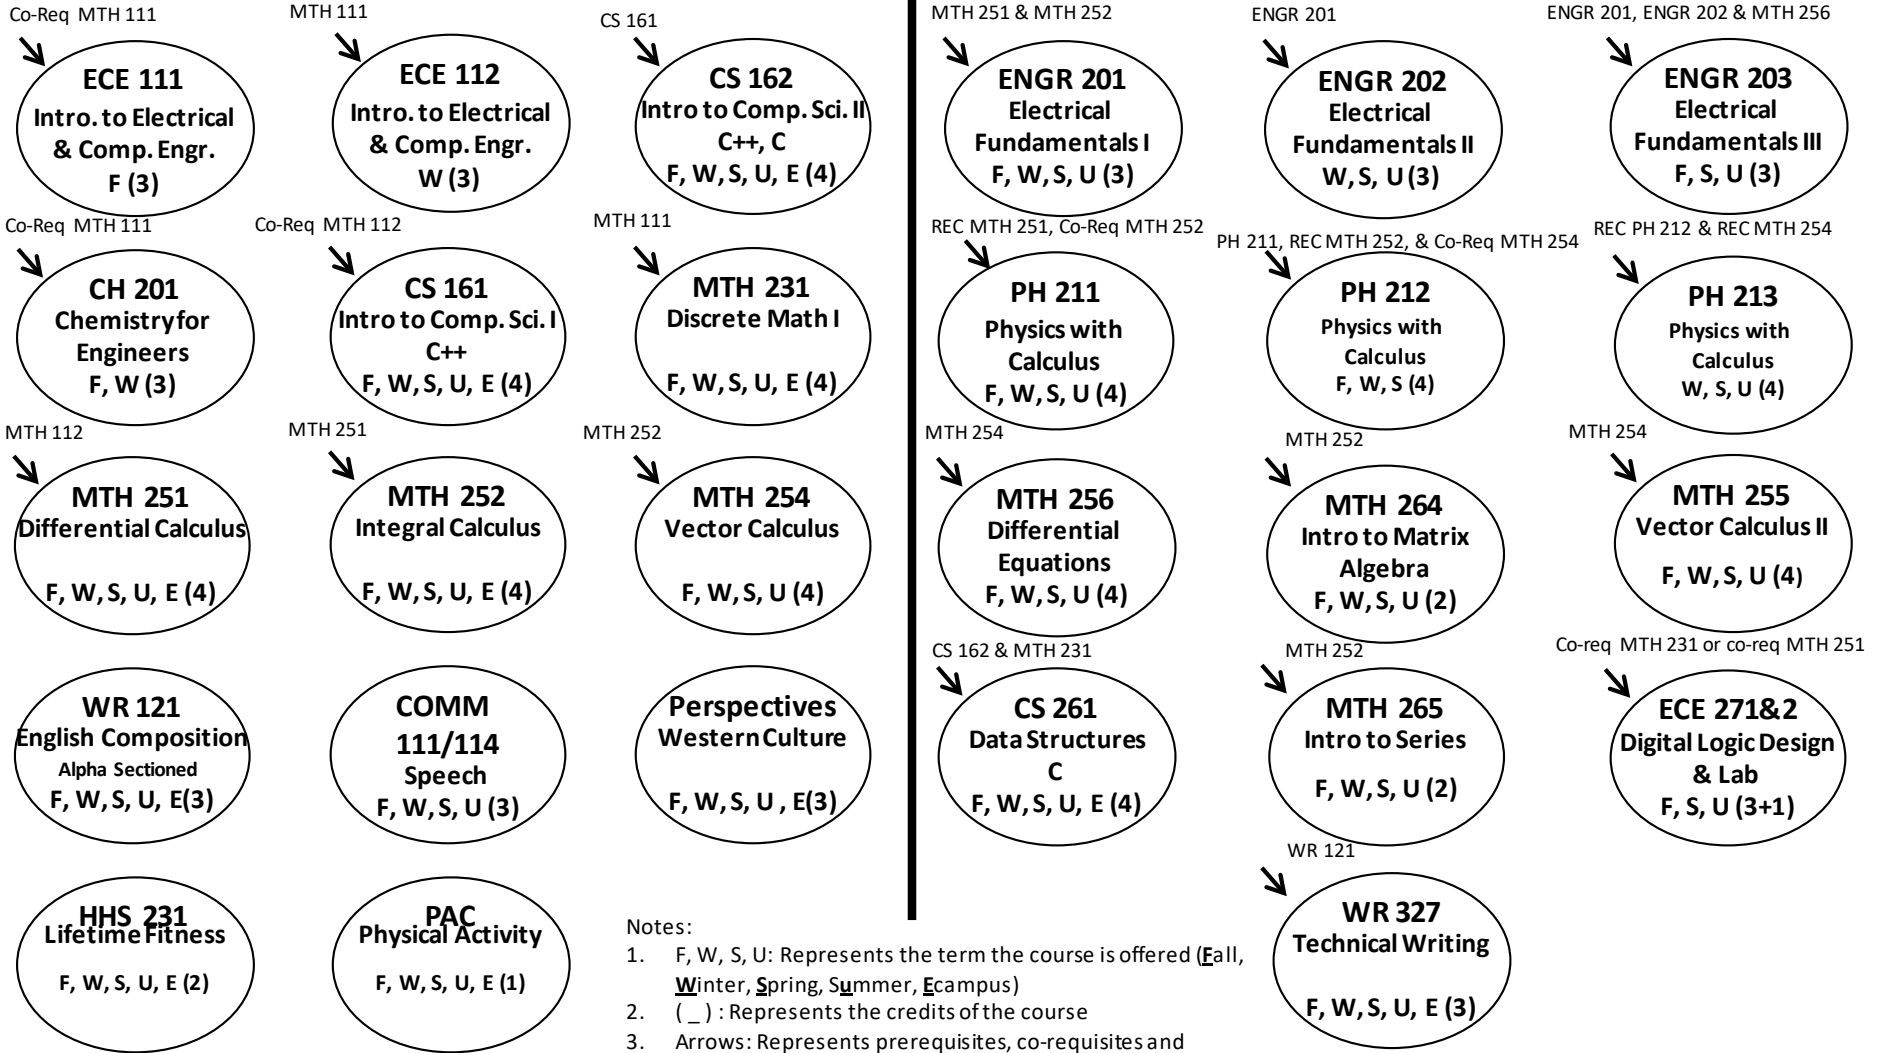 Co-Req MTH 111
ECE 111
Intro. to Electrical
& Comp. Engr.
F (3)
MTH 111
ECE 112
Intro. to Electrical
& Comp. Engr.
W (3)
CS 161
CS 162
Intro to Comp. Sci. II
C++, C
F, W, S, U, E (4)
MTH 251 & MTH 252
ENGR 201
Electrical
Fundamentals I
F, W, S, U (3)
ENGR 201
ENGR 202
Electrical
Fundamentals II
W, S, U (3)
ENGR 201, ENGR 202 & MTH 256
ENGR 203
Electrical
Fundamentals III
F, S, U (3)
Co-Req MTH 111
CH 201
Chemistry for
Engineers
F, W (3)
Co-Req MTH 112
CS 161
Intro to Comp. Sci. I
C++
F, W, S, U, E (4)
MTH 111
MTH 231
Discrete Math I
F, W, S, U, E (4)
REC MTH 251, Co-Req MTH 252
PH 211
Physics with
Calculus
F, W, S, U (4)
PH 211, REC MTH 252, & Co-Req MTH 254
PH 212
Physics with
Calculus
F, W, S (4)
REC PH 212 & REC MTH 254
PH 213
Physics with
Calculus
W, S, U (4)
MTH 112
MTH 251
Differential Calculus
F, W, S, U, E (4)
MTH 251
MTH 252
Integral Calculus
F, W, S, U, E (4)
MTH 252
MTH 254
Vector Calculus
F, W, S, U (4)
MTH 254
MTH 256
Differential
Equations
F, W, S, U (4)
MTH 252
MTH 264
Intro to Matrix
Algebra
F, W, S, U (2)
MTH 254
MTH 255
Vector Calculus II
F, W, S, U (4)
WR 121
English Composition
Alpha Sectioned
F, W, S, U, E(3)
COMM
111/114
Speech
F, W, S, U (3)
Perspectives
Western Culture
F, W, S, U , E(3)
CS 162 & MTH 231
CS 261
Data Structures
C
F, W, S, U, E (4)
MTH 252
MTH 265
Intro to Series
F, W, S, U (2)
Co-req MTH 231 or co-req MTH 251
ECE 271&2
Digital Logic Design
& Lab
F, S, U (3+1)
HHS 231
Lifetime Fitness
F, W, S, U, E (2)
PAC
Physical Activity
F, W, S, U, E (1)
WR 121
WR 327
Technical Writing
F, W, S, U, E (3)
Notes:
1. F, W, S, U: Represents the term the course is offered (Fall,
Winter, Spring, Summer, Ecampus)
2. ( _ ) : Represents the credits of the course
3. Arrows: Represents prerequisites, co-requisites and